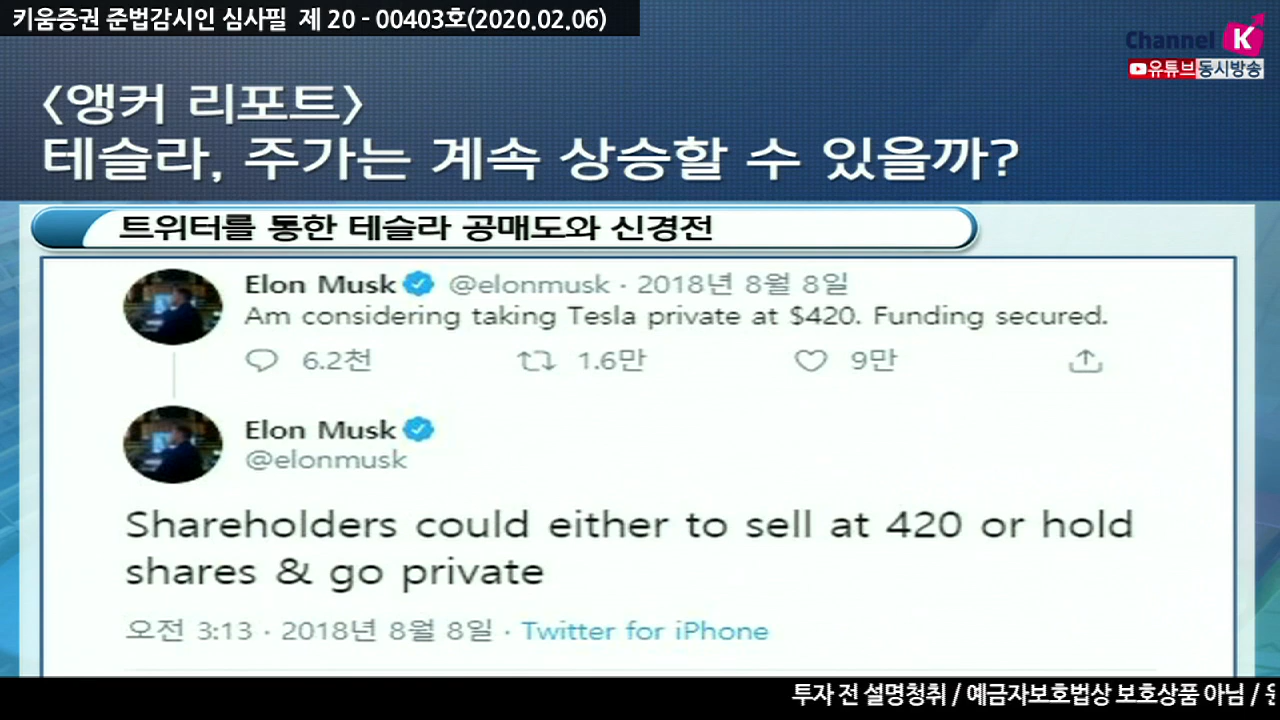 키움증권 준법감시인 심사필 제 20 - 00403호(2020.02.06)
Channel K
유튜브 동시방송
<앵커 리포트>
테슬라, 주가는 계속 상승할 수 있을까?
트위터를 통한 테슬라 공매도와 신경전
Elon Musk @elonmusk · 2018년 8월 8일
Am considering taking Tesla private at $420. Funding secured.
6.2천 1.6만 9만
Elon Musk
@elonmusk
Shareholders could either to sell at 420 or hold
shares & go private
오전 3:13 · 2018년 8월 8일 · Twitter for iPhone
투자 전 설명청취 / 예금자보호법상 보호상품 아님 /